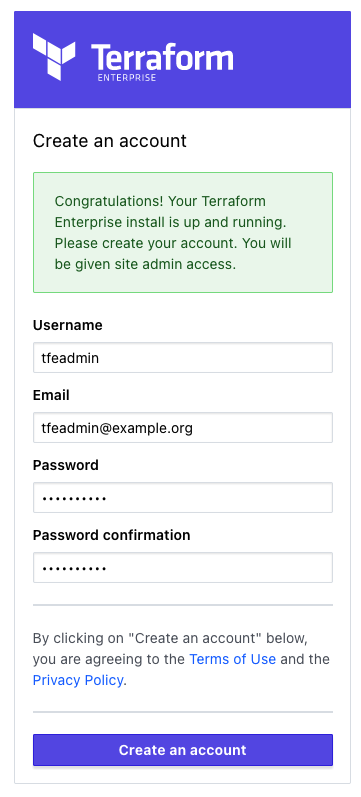 Terraform
ENTERPRISE
Create an account
Congratulations! Your Terraform
Enterprise install is up and running.
Please create your account. You will
be given site admin access.
Username
tfeadmin
Email
tfeadmin@example.org
Password
••••••••••
Password confirmation
••••••••••
By clicking on "Create an account" below,
you are agreeing to the Terms of Use and the
Privacy Policy.
Create an account